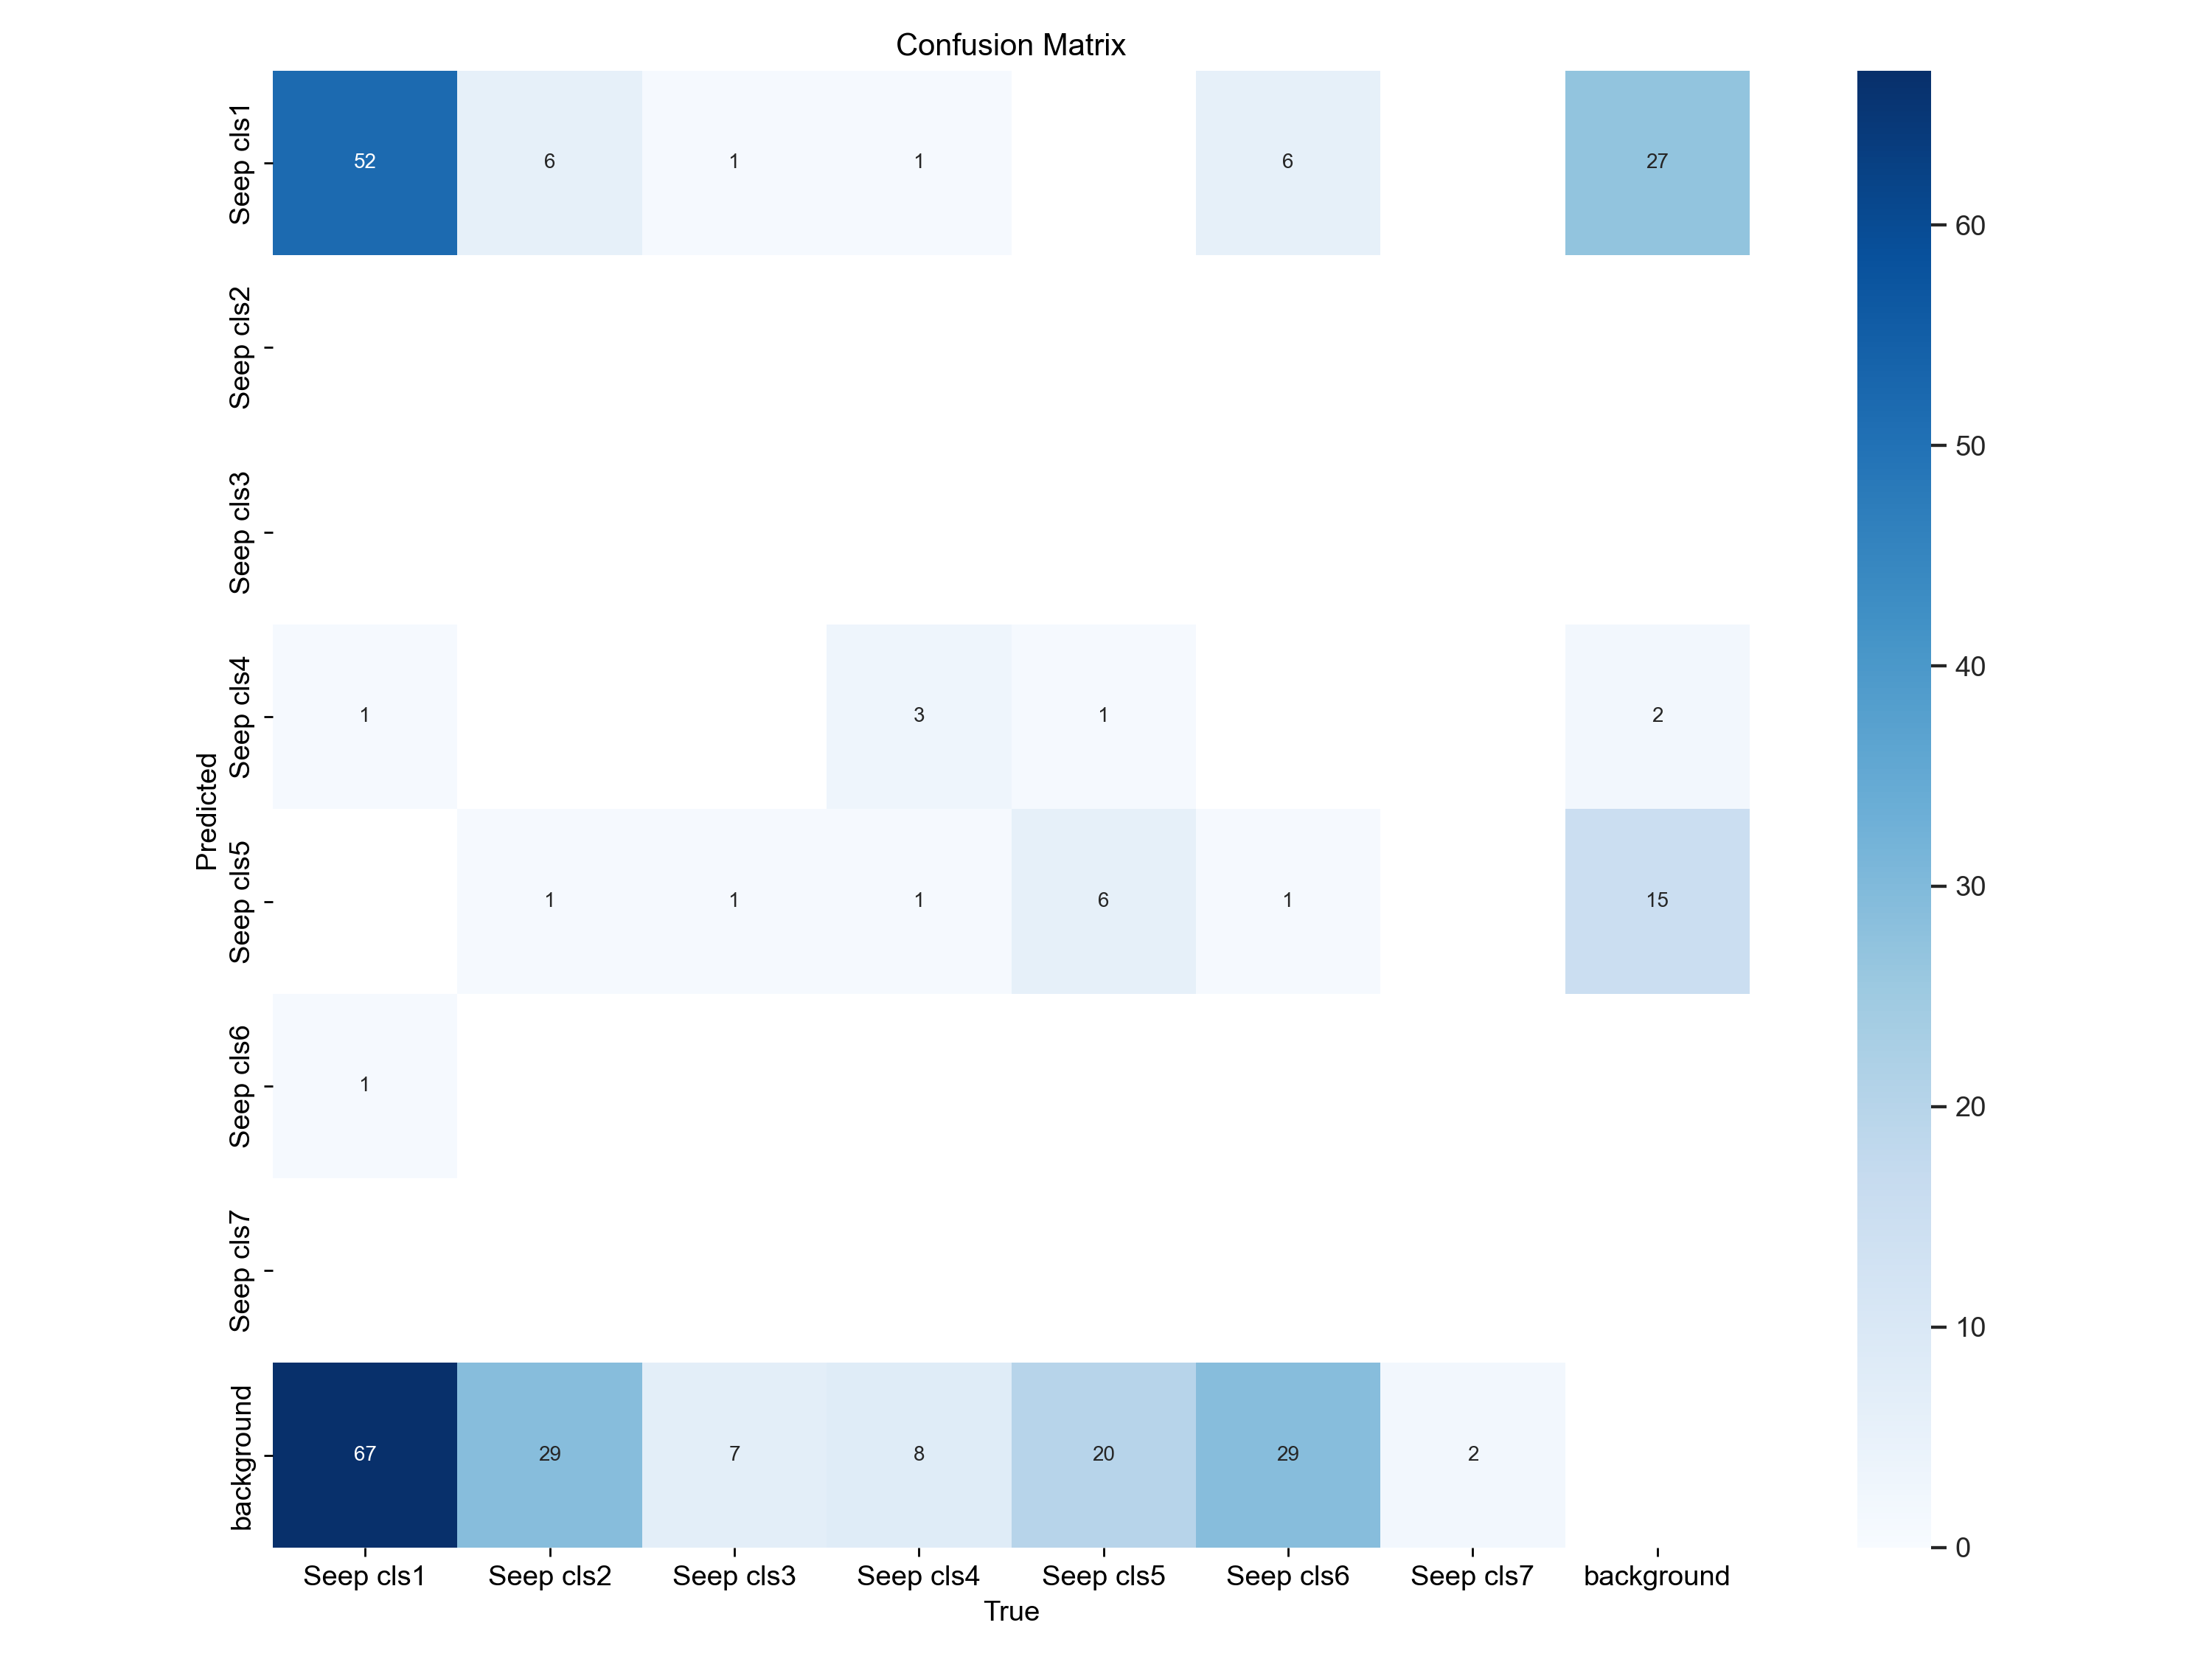 Confusion Matrix
Seep cls1
52 6 1 1 6 27
Seep cls2
Seep cls3
Seep cls4
1 3 1 2
Seep cls5
1 1 1 6 1 15
Seep cls6
1
Seep cls7
background
67 29 7 8 20 29 2
Predicted
Seep cls1 Seep cls2 Seep cls3 Seep cls4 Seep cls5 Seep cls6 Seep cls7 background
True
60
50
40
30
20
10
0